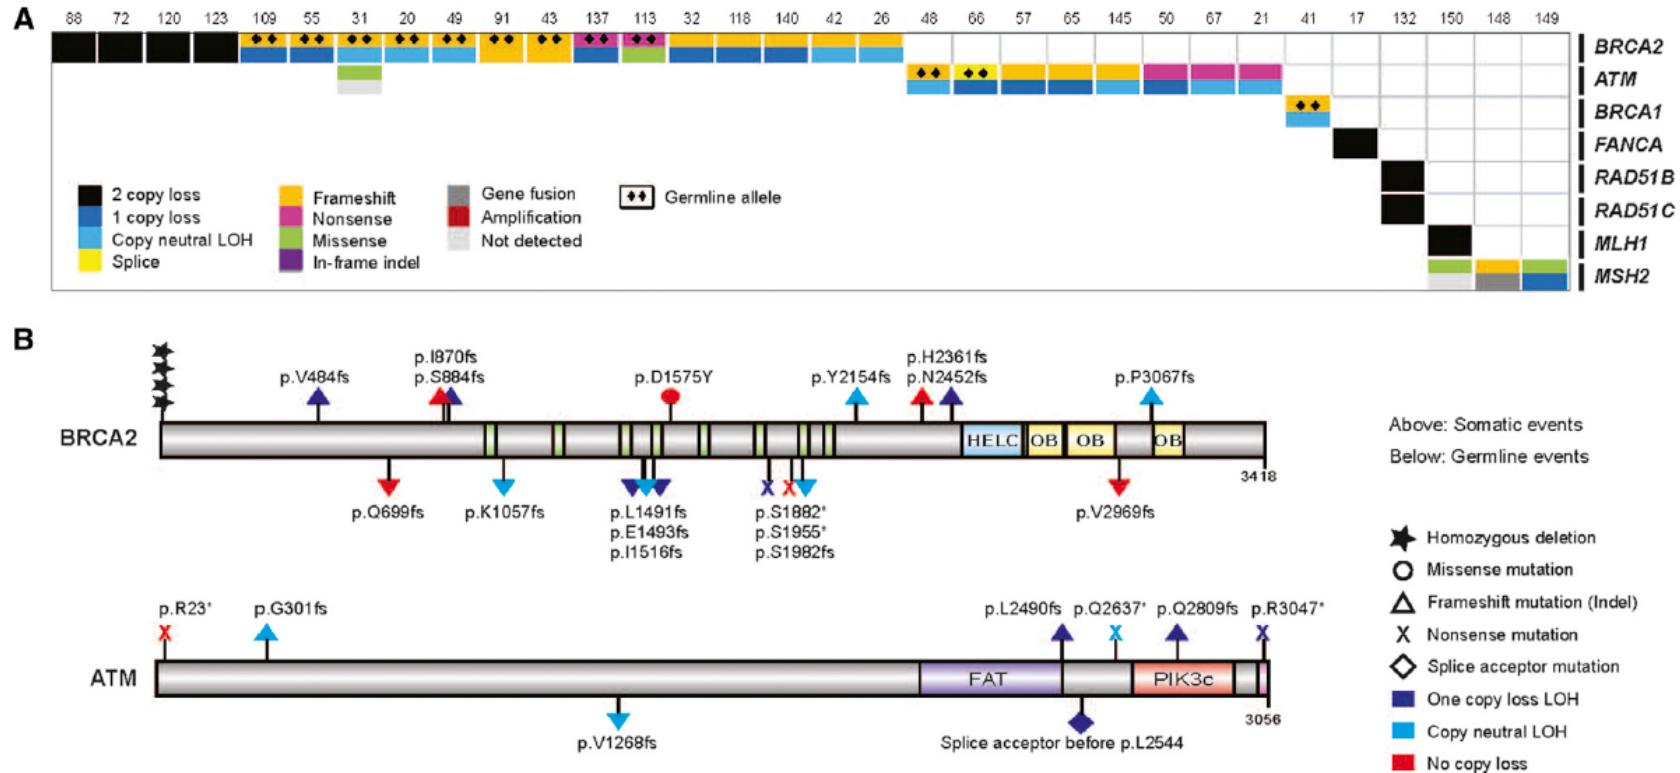 A
88 72 120 123 109 55 31 20 49 91 43 137 113 32 118 140 42 26 48 66 57 65 145 50 67 21 41 17 132 150 148 149
BRCA2
ATM
BRCA1
FANCA
RAD51B
RAD51C
MLH1
MSH2
2 copy loss
1 copy loss
Copy neutral LOH
Splice
Frameshift
Nonsense
Missense
In-frame indel
Gene fusion
Amplification
Not detected
Germline allele
B
p.V484fs
p.I870fs
p.S884fs
p.D1575Y
p.Y2154fs
p.H2361fs
p.N2452fs
p.P3067fs
BRCA2
HELC OB OB OB
3418
p.Q699fs
p.K1057fs
p.L1491fs
p.E1493fs
p.I1516fs
p.S1882*
p.S1955*
p.S1982fs
p.V2969fs
p.R23*
p.G301fs
p.L2490fs
p.Q2637*
p.Q2809fs
p.R3047*
ATM
FAT PIK3c
3056
p.V1268fs
Splice acceptor before p.L2544
Above: Somatic events
Below: Germline events
Homozygous deletion
Missense mutation
Frameshift mutation (Indel)
X Nonsense mutation
Splice acceptor mutation
One copy loss LOH
Copy neutral LOH
No copy loss